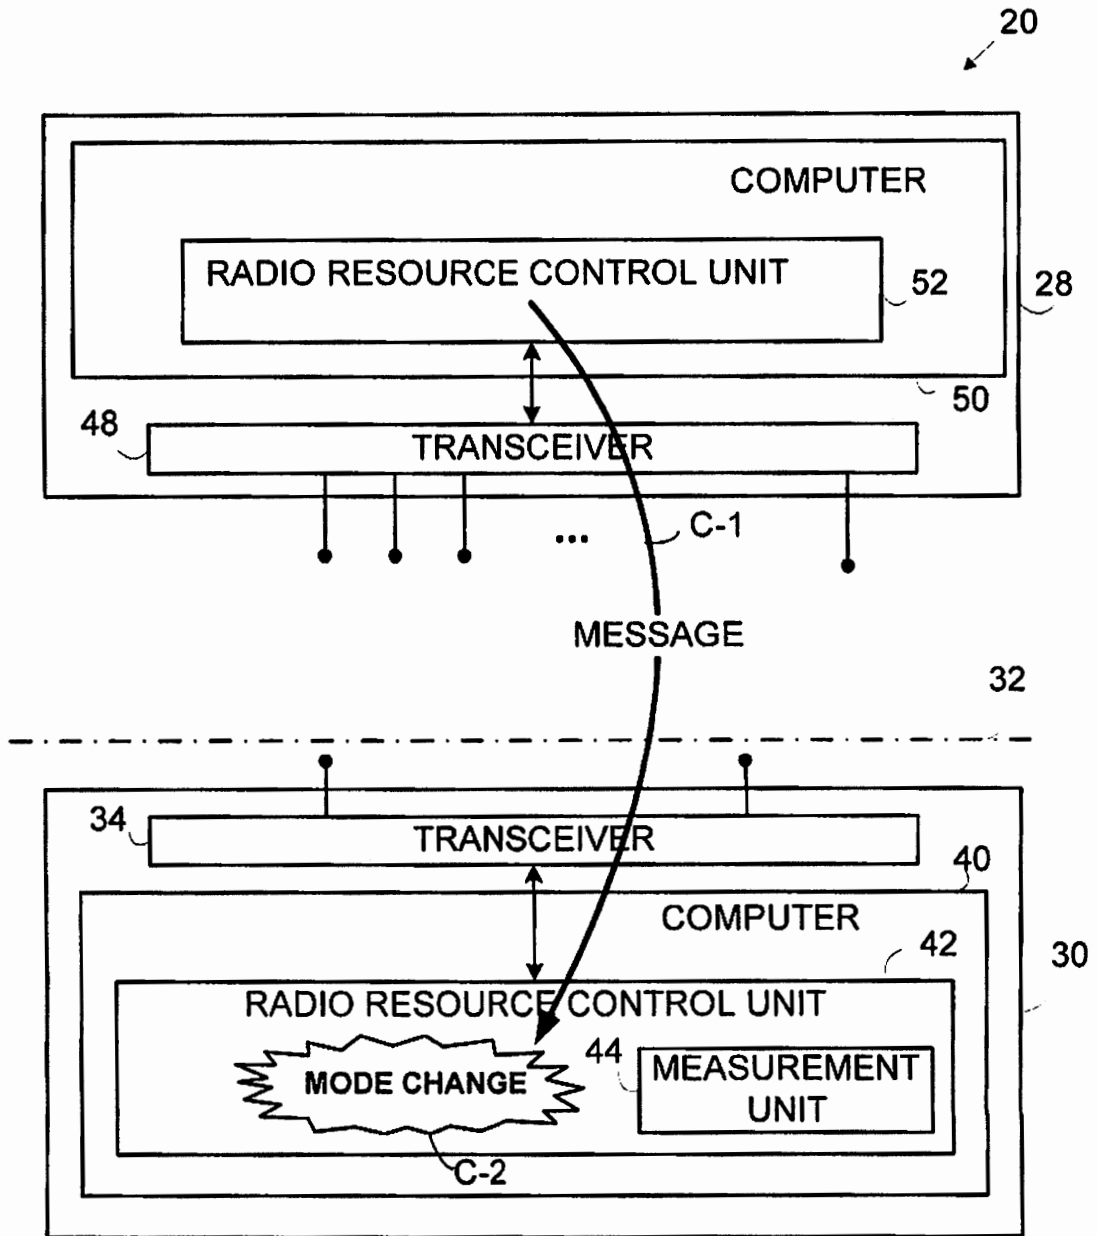 20
COMPUTER
RADIO RESOURCE CONTROL UNIT
52
28
50
48
TRANSCEIVER
C-1
...
MESSAGE
32
34
TRANSCEIVER
40
COMPUTER
42
30
RADIO RESOURCE CONTROL UNIT
MODE CHANGE
44
MEASUREMENT
UNIT
C-2